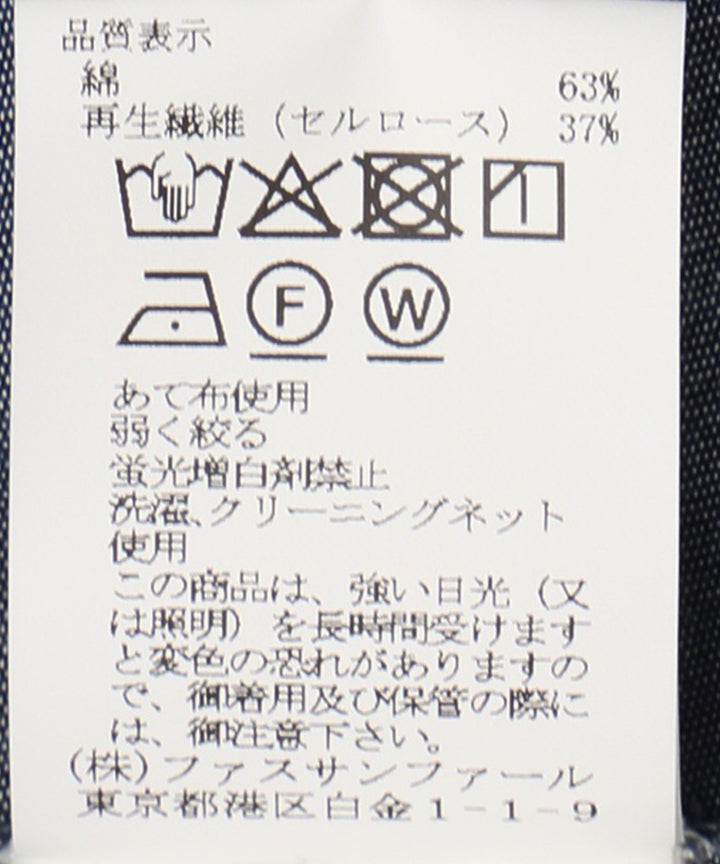 品質表示
綿 63%
再生繊維（セルロース） 37%
F W
あて布使用
弱く絞る
蛍光増白剤禁止
洗濯、クリーニングネット
使用
この商品は、強い日光（又
は照明）を長時間受けます
と変色の恐れがありますの
で、御着用及び保管の際に
は、御注意下さい。
(株)ファスサンファール
東京都港区白金1-1-9